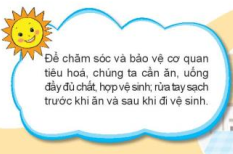 Để chăm sóc và bảo vệ cơ quan
tiêu hoá, chúng ta cần ăn, uống
đầy đủ chất, hợp vệ sinh; rửa tay sạch
trước khi ăn và sau khi đi vệ sinh.